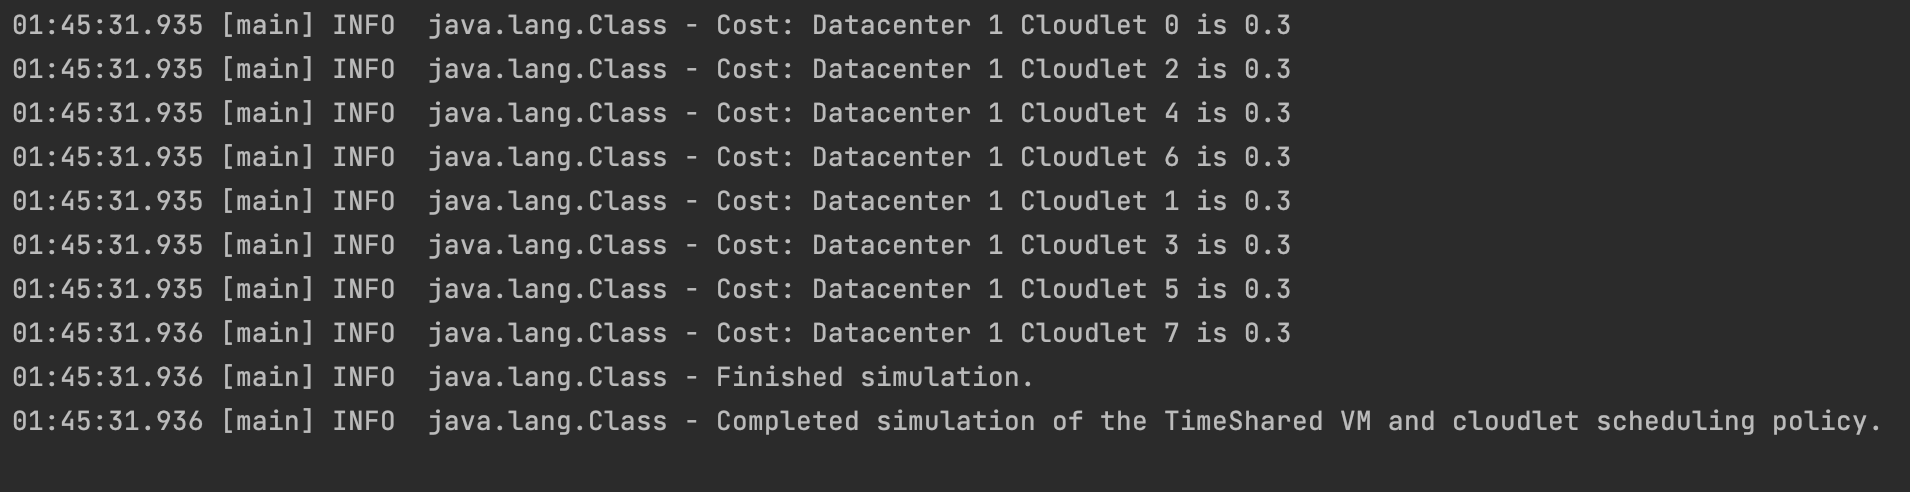 01:45:31.935 [main] INFO  java.lang.Class - Cost: Datacenter 1 Cloudlet 0 is 0.3
01:45:31.935 [main] INFO  java.lang.Class - Cost: Datacenter 1 Cloudlet 2 is 0.3
01:45:31.935 [main] INFO  java.lang.Class - Cost: Datacenter 1 Cloudlet 4 is 0.3
01:45:31.935 [main] INFO  java.lang.Class - Cost: Datacenter 1 Cloudlet 6 is 0.3
01:45:31.935 [main] INFO  java.lang.Class - Cost: Datacenter 1 Cloudlet 1 is 0.3
01:45:31.935 [main] INFO  java.lang.Class - Cost: Datacenter 1 Cloudlet 3 is 0.3
01:45:31.935 [main] INFO  java.lang.Class - Cost: Datacenter 1 Cloudlet 5 is 0.3
01:45:31.936 [main] INFO  java.lang.Class - Cost: Datacenter 1 Cloudlet 7 is 0.3
01:45:31.936 [main] INFO  java.lang.Class - Finished simulation.
01:45:31.936 [main] INFO  java.lang.Class - Completed simulation of the TimeShared VM and cloudlet scheduling policy.